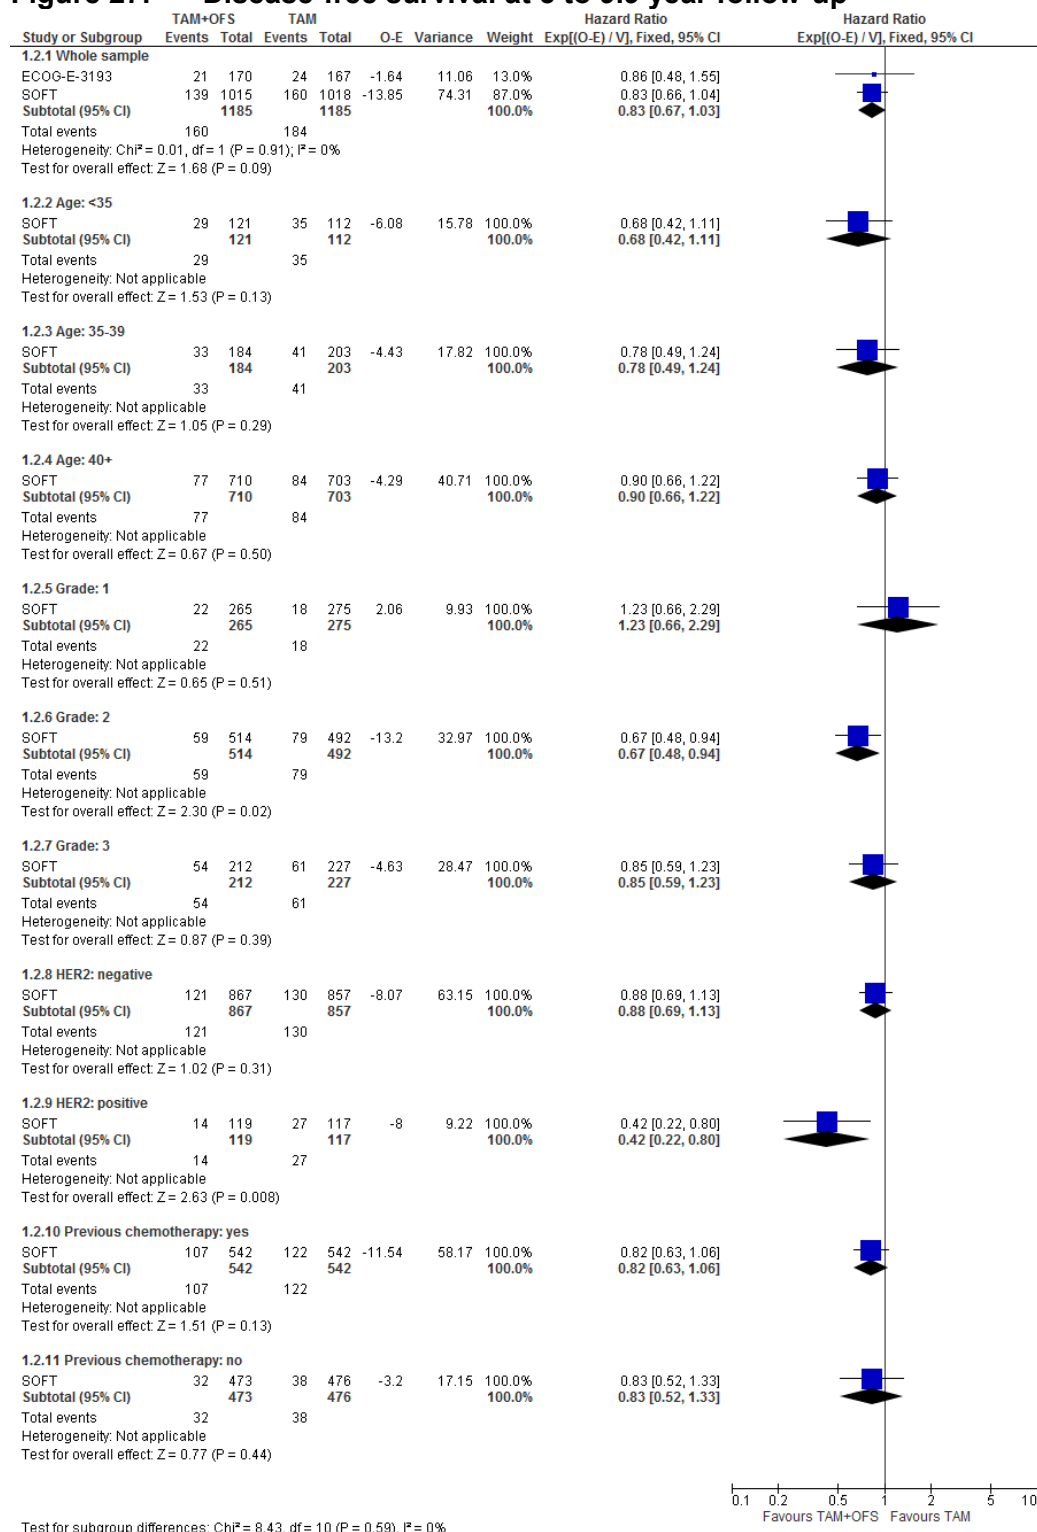 TAM+OFS TAM Hazard Ratio Hazard Ratio
Study or Subgroup Events Total Events Total O-E Variance Weight Exp[(O-E) / V], Fixed, 95% CI Exp[(O-E) / V], Fixed, 95% CI
1.2.1 Whole sample
ECOG-E-3193 21 170 24 167 -1.64 11.06 13.0% 0.86 [0.48, 1.55]
SOFT 139 1015 160 1018 -13.85 74.31 87.0% 0.83 [0.66, 1.04]
Subtotal (95% CI) 1185 1185 100.0% 0.83 [0.67, 1.03]
Total events 160 184
Heterogeneity: Chi² = 0.01, df = 1 (P = 0.91); I² = 0%
Test for overall effect: Z = 1.68 (P = 0.09)
1.2.2 Age: <35
SOFT 29 121 35 112 -6.08 15.78 100.0% 0.68 [0.42, 1.11]
Subtotal (95% CI) 121 112 100.0% 0.68 [0.42, 1.11]
Total events 29 35
Heterogeneity: Not applicable
Test for overall effect: Z = 1.53 (P = 0.13)
1.2.3 Age: 35-39
SOFT 33 184 41 203 -4.43 17.82 100.0% 0.78 [0.49, 1.24]
Subtotal (95% CI) 184 203 100.0% 0.78 [0.49, 1.24]
Total events 33 41
Heterogeneity: Not applicable
Test for overall effect: Z = 1.05 (P = 0.29)
1.2.4 Age: 40+
SOFT 77 710 84 703 -4.29 40.71 100.0% 0.90 [0.66, 1.22]
Subtotal (95% CI) 710 703 100.0% 0.90 [0.66, 1.22]
Total events 77 84
Heterogeneity: Not applicable
Test for overall effect: Z = 0.67 (P = 0.50)
1.2.5 Grade: 1
SOFT 22 265 18 275 2.06 9.93 100.0% 1.23 [0.66, 2.29]
Subtotal (95% CI) 265 275 100.0% 1.23 [0.66, 2.29]
Total events 22 18
Heterogeneity: Not applicable
Test for overall effect: Z = 0.65 (P = 0.51)
1.2.6 Grade: 2
SOFT 59 514 79 492 -13.2 32.97 100.0% 0.67 [0.48, 0.94]
Subtotal (95% CI) 514 492 100.0% 0.67 [0.48, 0.94]
Total events 59 79
Heterogeneity: Not applicable
Test for overall effect: Z = 2.30 (P = 0.02)
1.2.7 Grade: 3
SOFT 54 212 61 227 -4.63 28.47 100.0% 0.85 [0.59, 1.23]
Subtotal (95% CI) 212 227 100.0% 0.85 [0.59, 1.23]
Total events 54 61
Heterogeneity: Not applicable
Test for overall effect: Z = 0.87 (P = 0.39)
1.2.8 HER2: negative
SOFT 121 867 130 857 -8.07 63.15 100.0% 0.88 [0.69, 1.13]
Subtotal (95% CI) 867 857 100.0% 0.88 [0.69, 1.13]
Total events 121 130
Heterogeneity: Not applicable
Test for overall effect: Z = 1.02 (P = 0.31)
1.2.9 HER2: positive
SOFT 14 119 27 117 -8 9.22 100.0% 0.42 [0.22, 0.80]
Subtotal (95% CI) 119 117 100.0% 0.42 [0.22, 0.80]
Total events 14 27
Heterogeneity: Not applicable
Test for overall effect: Z = 2.63 (P = 0.008)
1.2.10 Previous chemotherapy: yes
SOFT 107 542 122 542 -11.54 58.17 100.0% 0.82 [0.63, 1.06]
Subtotal (95% CI) 542 542 100.0% 0.82 [0.63, 1.06]
Total events 107 122
Heterogeneity: Not applicable
Test for overall effect: Z = 1.51 (P = 0.13)
1.2.11 Previous chemotherapy: no
SOFT 32 473 38 476 -3.2 17.15 100.0% 0.83 [0.52, 1.33]
Subtotal (95% CI) 473 476 100.0% 0.83 [0.52, 1.33]
Total events 32 38
Heterogeneity: Not applicable
Test for overall effect: Z = 0.77 (P = 0.44)
0.1 0.2 0.5 1 2 5 10
Favours TAM+OFS Favours TAM
Test for subgroup differences: Chi² = 8.43, df = 10 (P = 0.59), I² = 0%